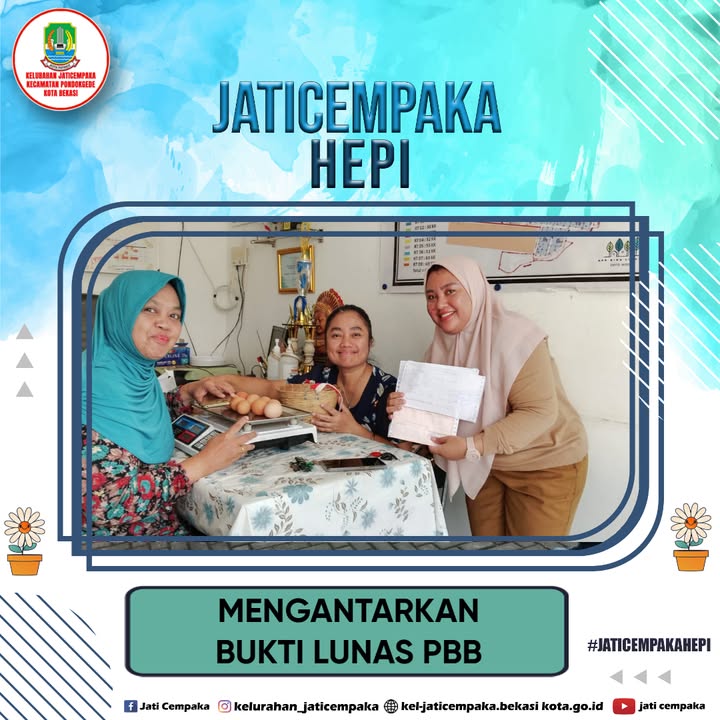 KELURAHAN JATICEMPAKA
KECAMATAN PONDOKGEDE
KOTA BEKASI
JATICEMPAKA
HEPI
MENGANTARKAN
BUKTI LUNAS PBB
#JATICEMPAKAHEPI
Jati Cempaka
kelurahan_jaticempaka
kel-jaticempaka.bekasi kota.go.id
jati cempaka